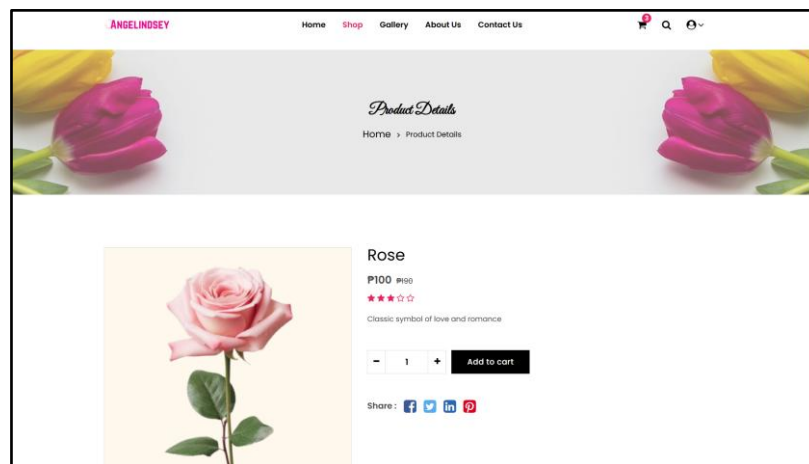 ANGELINDSEY
Home Shop Gallery About Us Contact Us
3
Product Details
Home > Product Details
Rose
₱100 ₱190
Classic symbol of love and romance
- 1 + Add to cart
Share :